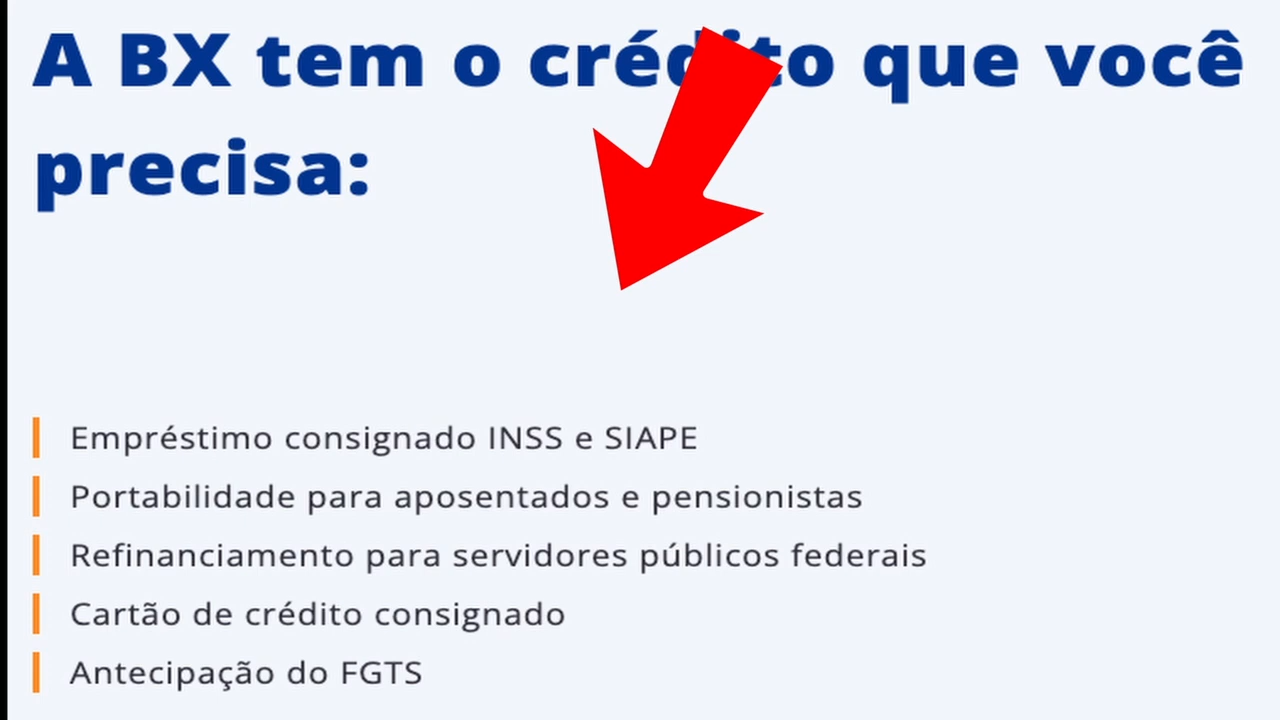 A BX tem o crédito que você
precisa:
Empréstimo consignado INSS e SIAPE
Portabilidade para aposentados e pensionistas
Refinanciamento para servidores públicos federais
Cartão de crédito consignado
Antecipação do FGTS